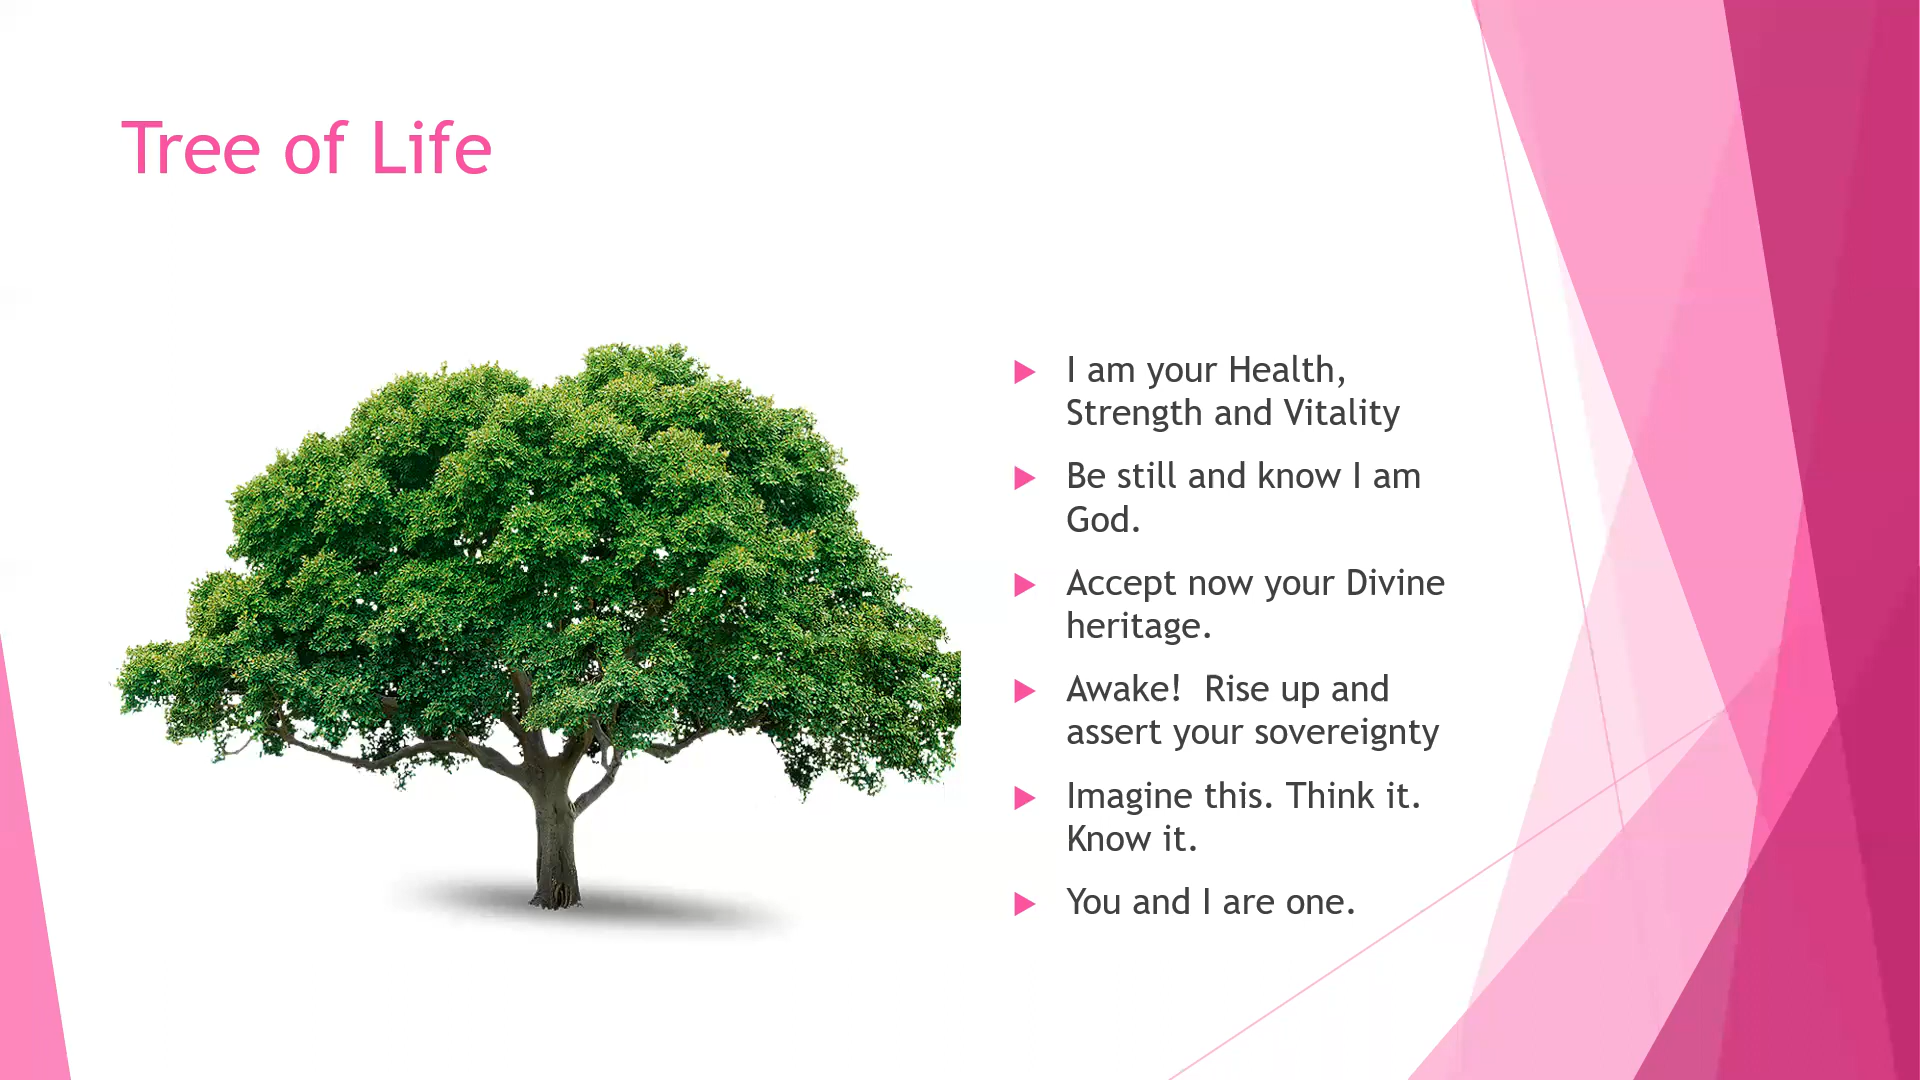 Tree of Life
I am your Health,
Strength and Vitality
Be still and know I am
God.
Accept now your Divine
heritage.
Awake!  Rise up and
assert your sovereignty
Imagine this. Think it.
Know it.
You and I are one.